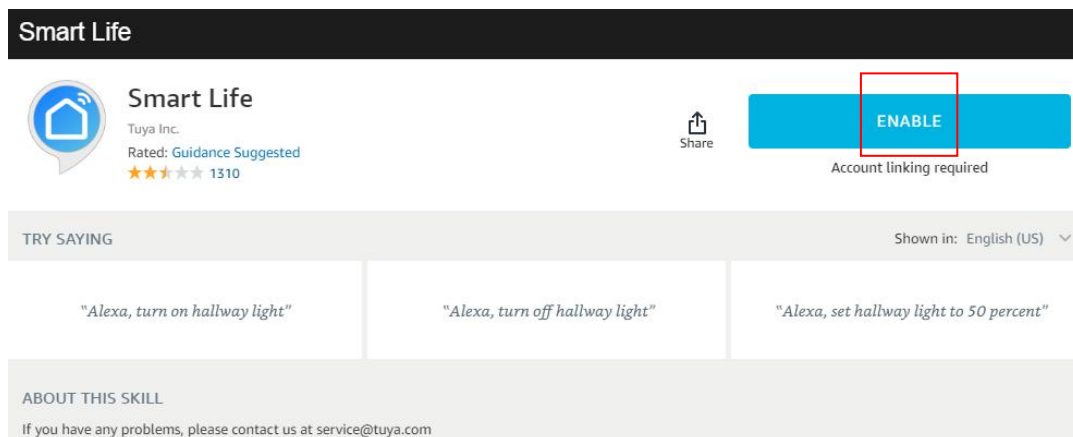 Smart Life
Smart Life
Tuya Inc.
Rated: Guidance Suggested
1310
Share
ENABLE
Account linking required
TRY SAYING
Shown in: English (US)
"Alexa, turn on hallway light"
"Alexa, turn off hallway light"
"Alexa, set hallway light to 50 percent"
ABOUT THIS SKILL
If you have any problems, please contact us at service@tuya.com